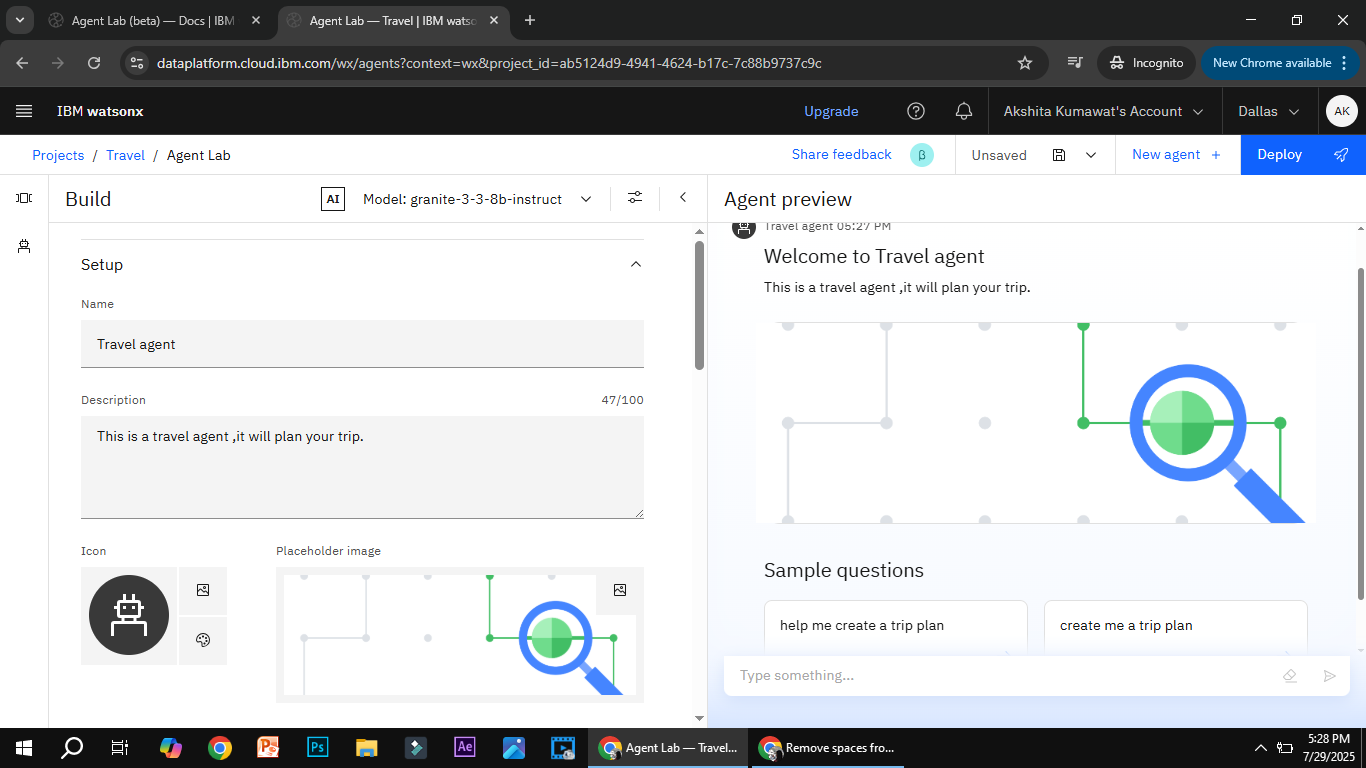 Agent Lab (beta) — Docs | IBM
Agent Lab — Travel | IBM watso
dataplatform.cloud.ibm.com/wx/agents?context=wx&project_id=ab5124d9-4941-4624-b17c-7c88b9737c9c
Incognito
New Chrome available
IBM watsonx
Upgrade
Akshita Kumawat's Account
Dallas
AK
Projects / Travel / Agent Lab
Share feedback
β
Unsaved
New agent +
Deploy
Build
AI
Model: granite-3-3-8b-instruct
Agent preview
Setup
Name
Travel agent
Description
47/100
This is a travel agent ,it will plan your trip.
Icon
Placeholder image
Travel agent 05:27 PM
Welcome to Travel agent
This is a travel agent ,it will plan your trip.
Sample questions
help me create a trip plan
create me a trip plan
Type something...
Ps
Ae
Agent Lab — Travel...
Remove spaces fro...
5:28 PM
7/29/2025